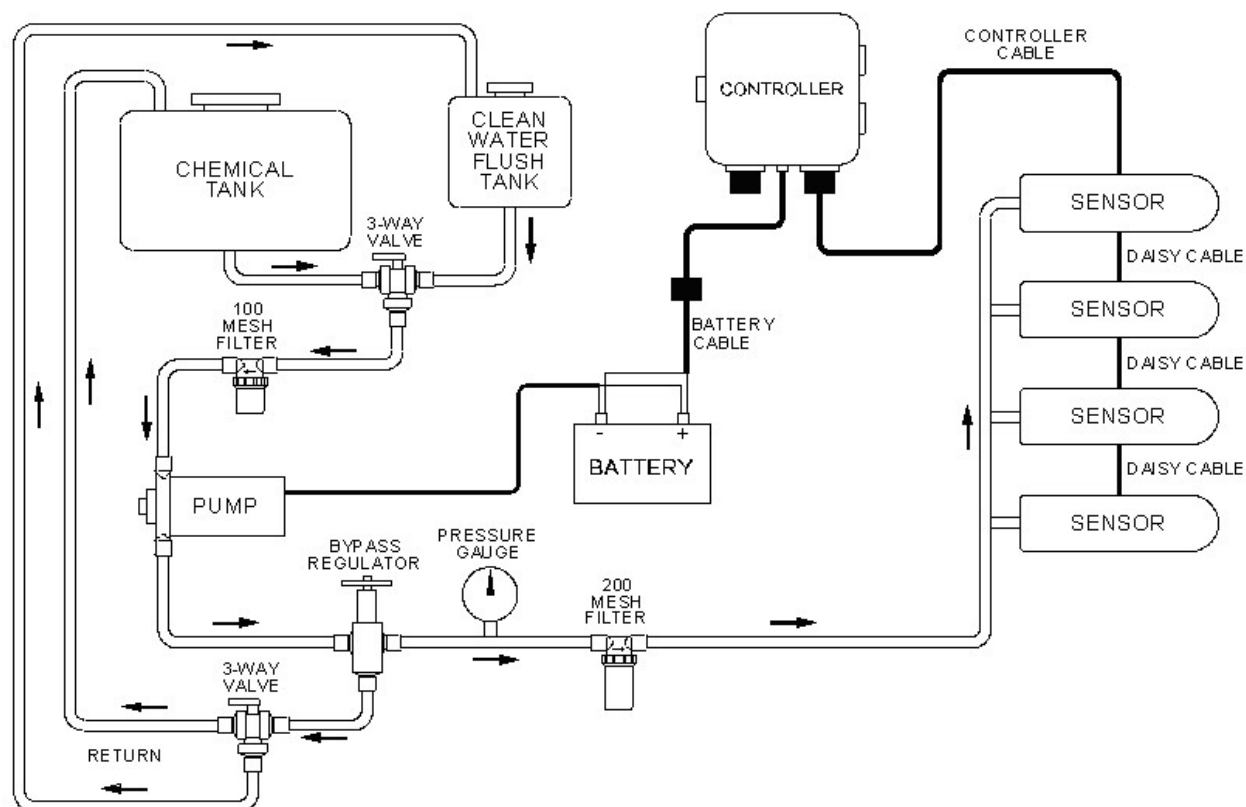 CONTROLLER
CABLE
CONTROLLER
CLEAN
WATER
FLUSH
TANK
CHEMICAL
TANK
3-WAY
VALVE
SENSOR
DAISY CABLE
100
MESH
FILTER
SENSOR
BATTERY
CABLE
DAISY CABLE
SENSOR
- +
BATTERY
DAISY CABLE
PUMP
SENSOR
BYPASS
REGULATOR
PRESSURE
GAUGE
200
MESH
FILTER
3-WAY
VALVE
RETURN